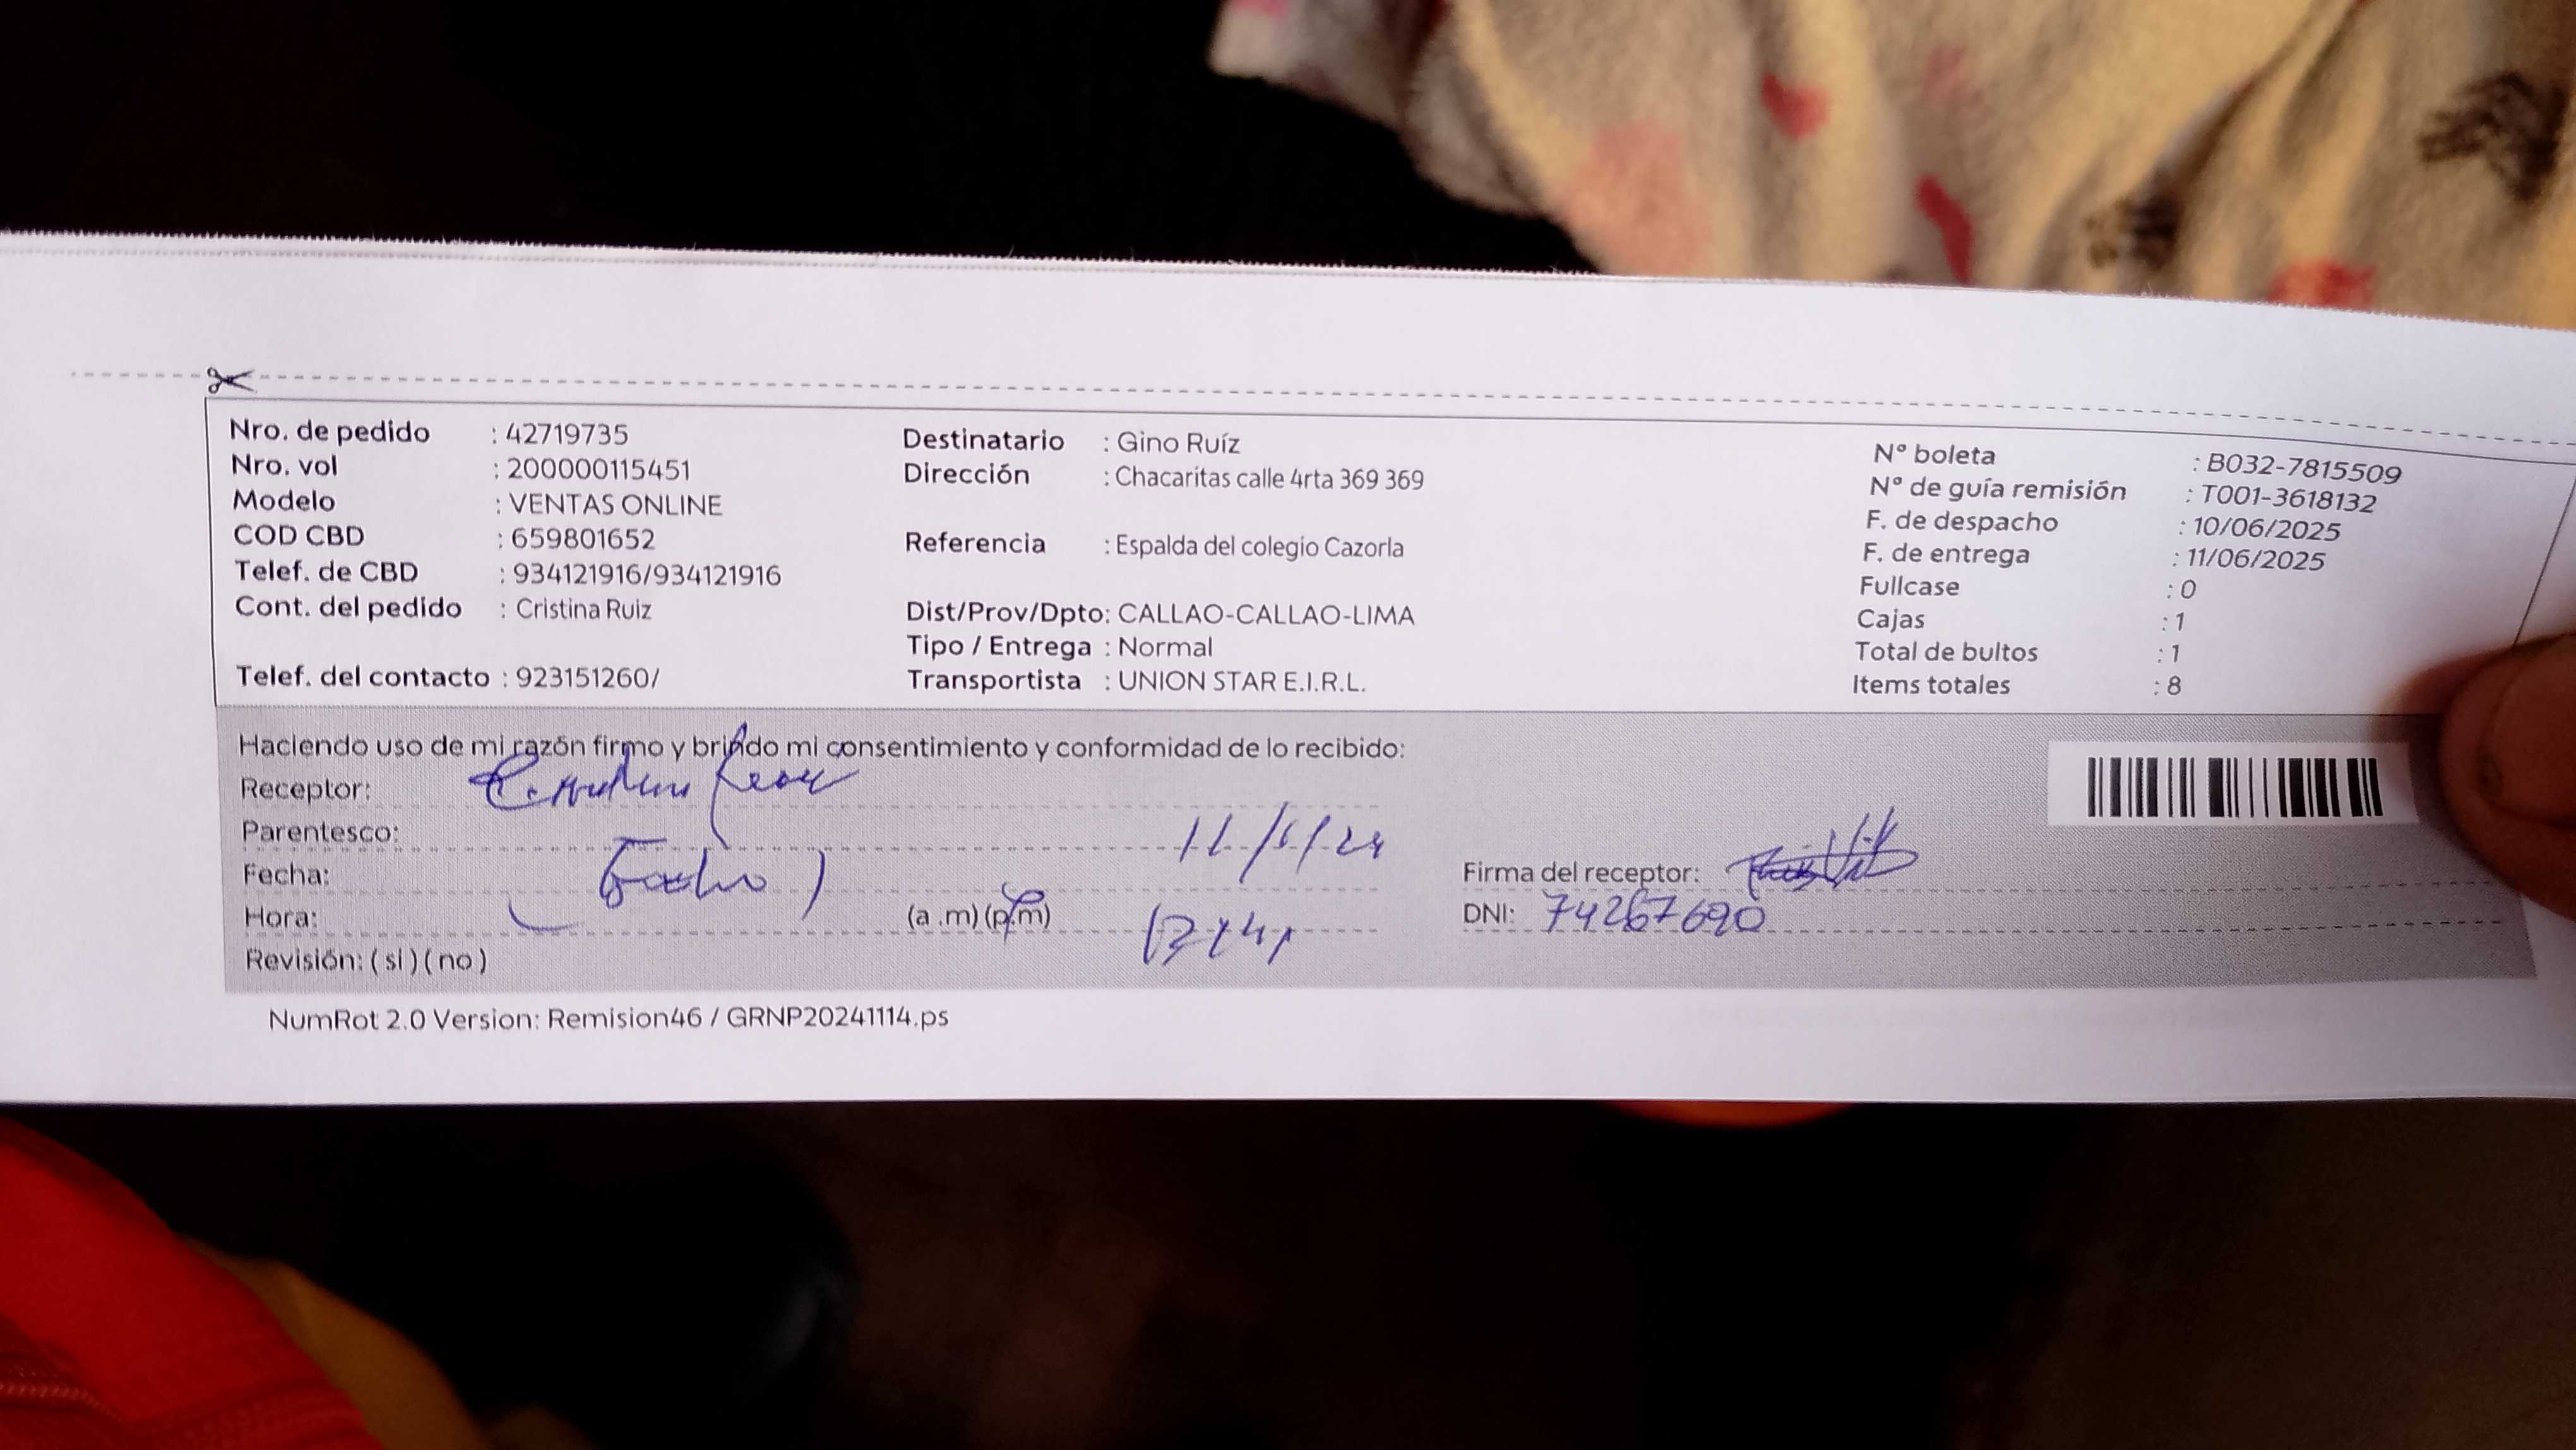 Nro. de pedido : 42719735
Nro. vol : 200000115451
Modelo : VENTAS ONLINE
COD CBD : 659801652
Telef. de CBD : 934121916/934121916
Cont. del pedido : Cristina Ruiz
Telef. del contacto : 923151260/
Destinatario : Gino Ruíz
Dirección : Chacaritas calle 4rta 369 369
Referencia : Espalda del colegio Cazorla
Dist/Prov/Dpto: CALLAO-CALLAO-LIMA
Tipo / Entrega : Normal
Transportista : UNION STAR E.I.R.L.
N° boleta : B032-7815509
N° de guía remisión : T001-3618132
F. de despacho : 10/06/2025
F. de entrega : 11/06/2025
Fullcase : 0
Cajas : 1
Total de bultos : 1
Items totales : 8
Haciendo uso de mi razón firmo y brindo mi consentimiento y conformidad de lo recibido:
Receptor:
Parentesco:
Fecha:
Hora: (a .m) (p.m)
Revisión: ( si ) ( no )
Firma del receptor:
DNI: 74267690
NumRot 2.0 Version: Remision46 / GRNP20241114.ps